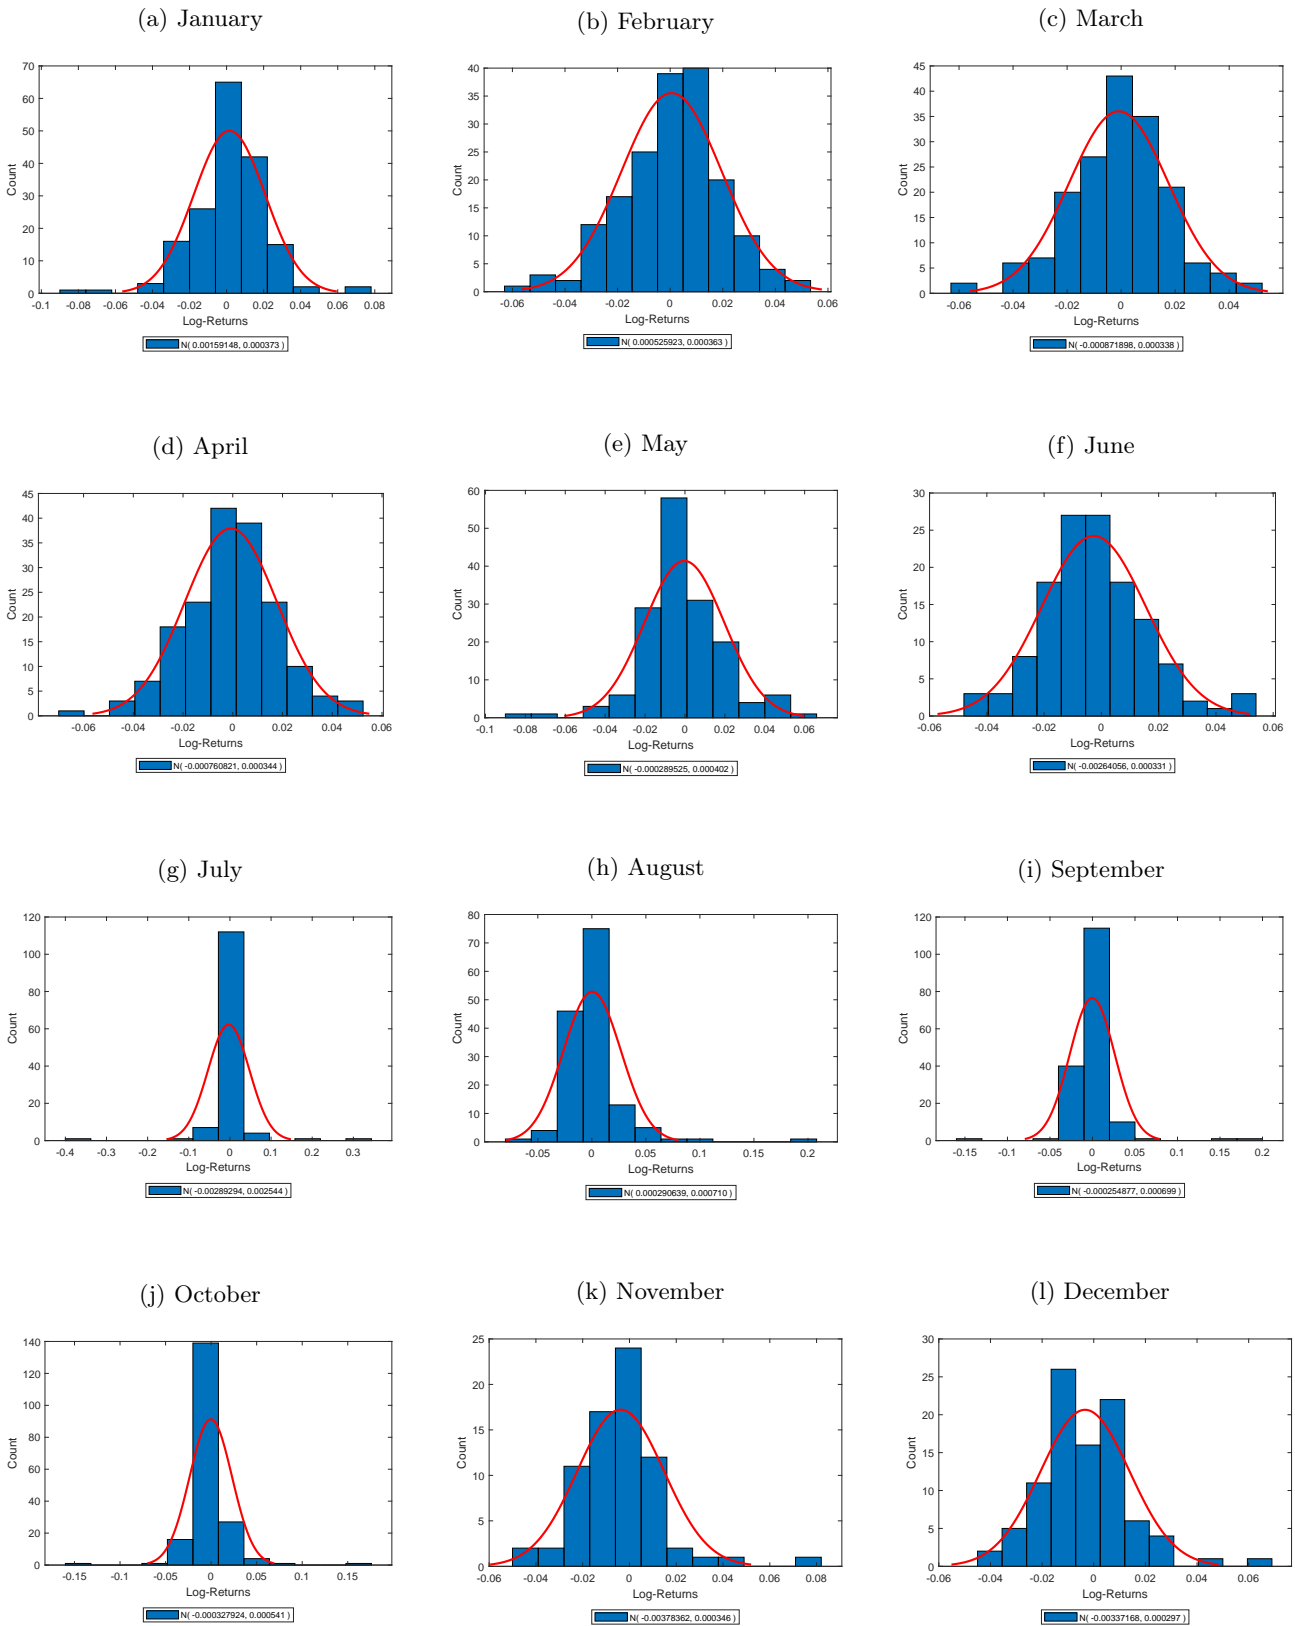 (a) January
70
60
50
40
30
20
10
0
Count
-0.1 -0.08 -0.06 -0.04 -0.02 0 0.02 0.04 0.06 0.08
Log-Returns
N( 0.00159148, 0.000373 )
(b) February
40
35
30
25
20
15
10
5
0
Count
-0.06 -0.04 -0.02 0 0.02 0.04 0.06
Log-Returns
N( 0.000525923, 0.000363 )
(c) March
45
40
35
30
25
20
15
10
5
0
Count
-0.06 -0.04 -0.02 0 0.02 0.04
Log-Returns
N( -0.000871898, 0.000338 )
(d) April
45
40
35
30
25
20
15
10
5
0
Count
-0.06 -0.04 -0.02 0 0.02 0.04 0.06
Log-Returns
N( -0.000760821, 0.000344 )
(e) May
60
50
40
30
20
10
0
Count
-0.1 -0.08 -0.06 -0.04 -0.02 0 0.02 0.04 0.06
Log-Returns
N( -0.000289525, 0.000402 )
(f) June
30
25
20
15
10
5
0
Count
-0.06 -0.04 -0.02 0 0.02 0.04 0.06
Log-Returns
N( -0.00264056, 0.000331 )
(g) July
120
100
80
60
40
20
0
Count
-0.4 -0.3 -0.2 -0.1 0 0.1 0.2 0.3
Log-Returns
N( -0.00289294, 0.002544 )
(h) August
80
70
60
50
40
30
20
10
0
Count
-0.05 0 0.05 0.1 0.15 0.2
Log-Returns
N( 0.000290639, 0.000710 )
(i) September
120
100
80
60
40
20
0
Count
-0.15 -0.1 -0.05 0 0.05 0.1 0.15 0.2
Log-Returns
N( -0.000254877, 0.000699 )
(j) October
140
120
100
80
60
40
20
0
Count
-0.15 -0.1 -0.05 0 0.05 0.1 0.15
Log-Returns
N( -0.000327924, 0.000541 )
(k) November
25
20
15
10
5
0
Count
-0.06 -0.04 -0.02 0 0.02 0.04 0.06 0.08
Log-Returns
N( -0.00378362, 0.000346 )
(l) December
30
25
20
15
10
5
0
Count
-0.06 -0.04 -0.02 0 0.02 0.04 0.06
Log-Returns
N( -0.00337168, 0.000297 )